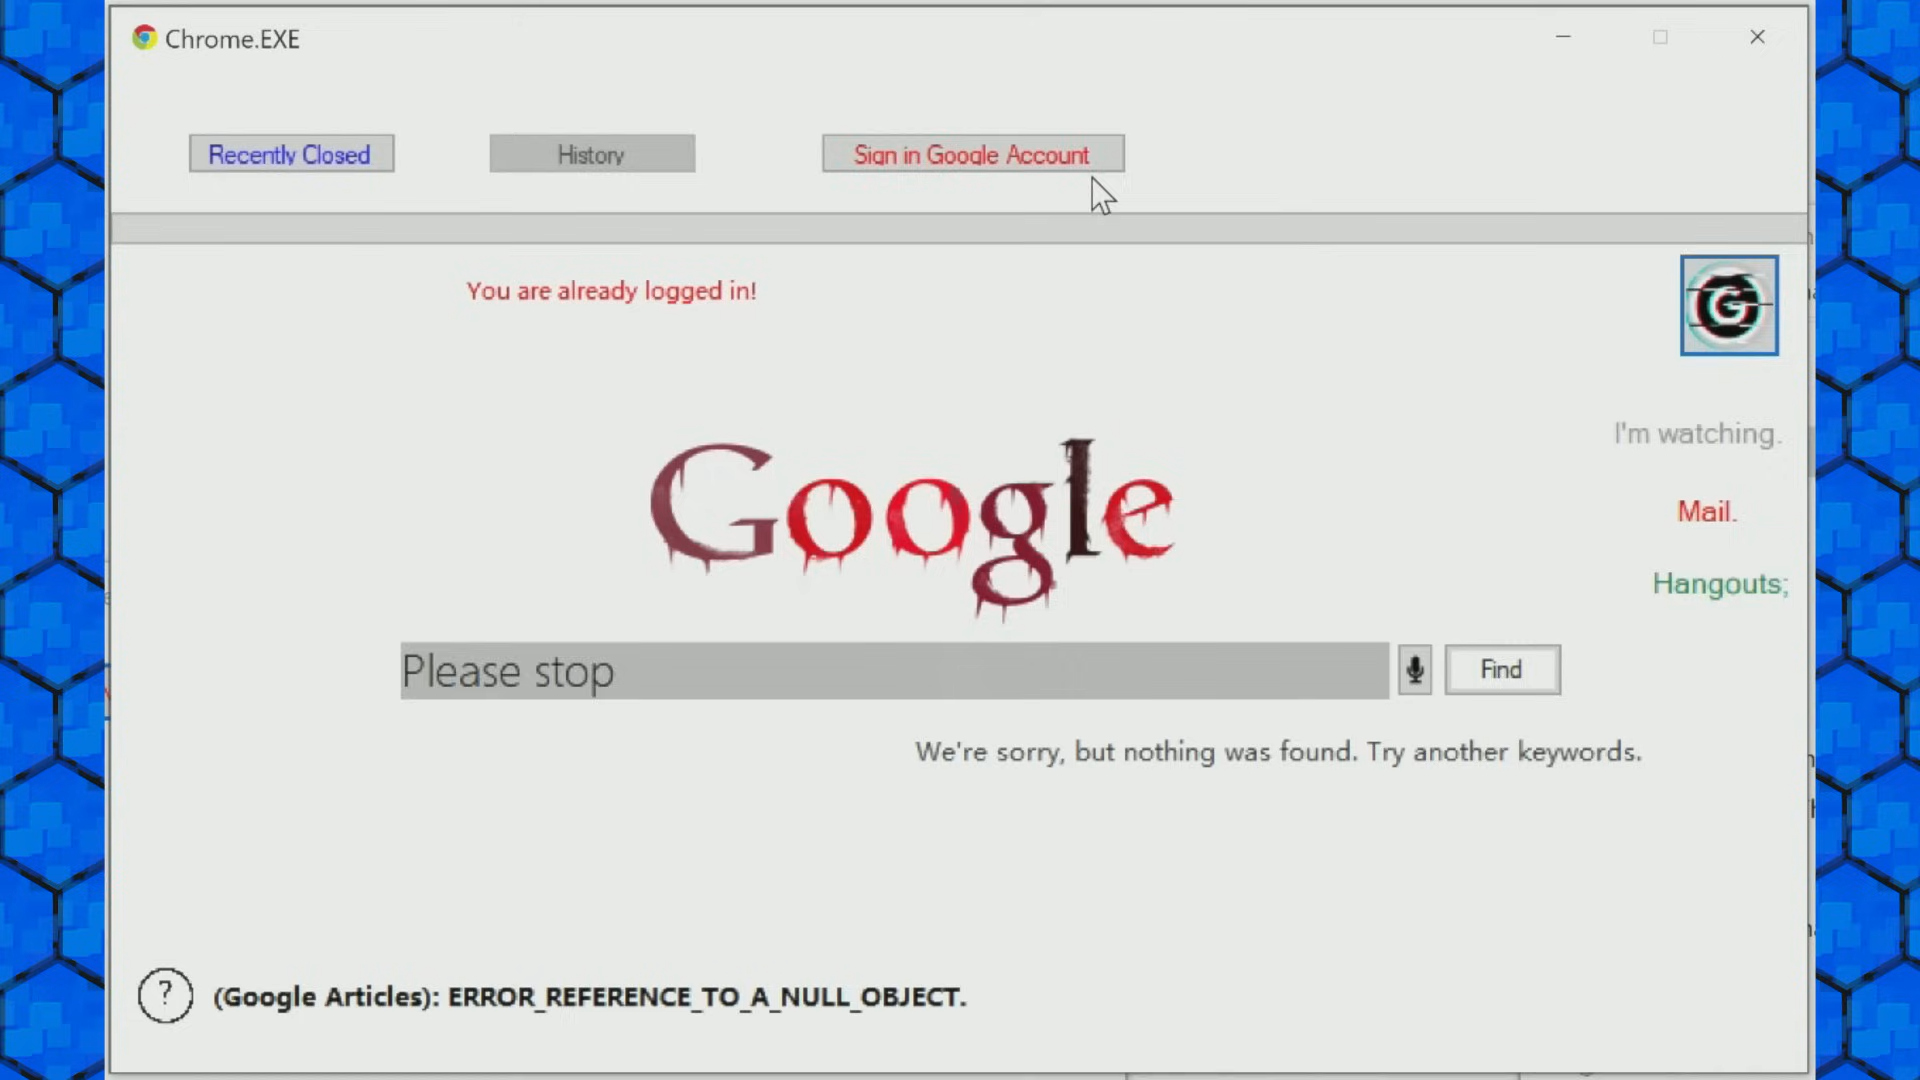 Chrome.EXE
Recently Closed
History
Sign in Google Account
You are already logged in!
G
I'm watching.
Google
Mail.
Hangouts;
Please stop
Find
We're sorry, but nothing was found. Try another keywords.
? (Google Articles): ERROR_REFERENCE_TO_A_NULL_OBJECT.